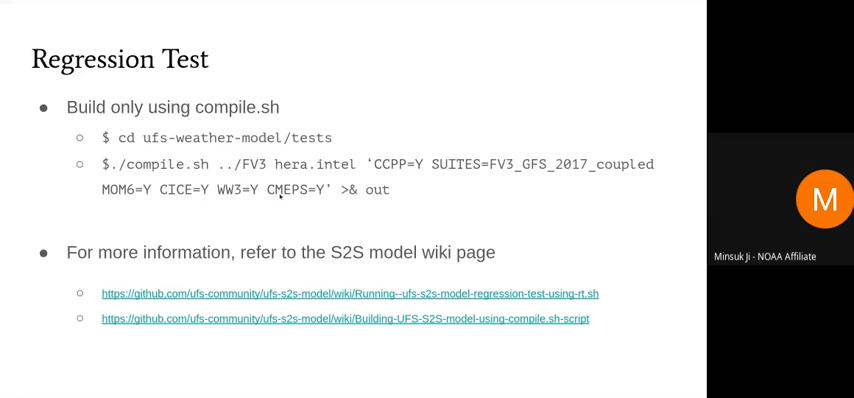 Regression Test
● Build only using compile.sh
○ $ cd ufs-weather-model/tests
○ $./compile.sh ../FV3 hera.intel ‘CCPP=Y SUITES=FV3_GFS_2017_coupled
MOM6=Y CICE=Y WW3=Y CMEPS=Y’ >& out
● For more information, refer to the S2S model wiki page
○ https://github.com/ufs-community/ufs-s2s-model/wiki/Running--ufs-s2s-model-regression-test-using-rt.sh
○ https://github.com/ufs-community/ufs-s2s-model/wiki/Building-UFS-S2S-model-using-compile.sh-script
M
Minsuk Ji - NOAA Affiliate